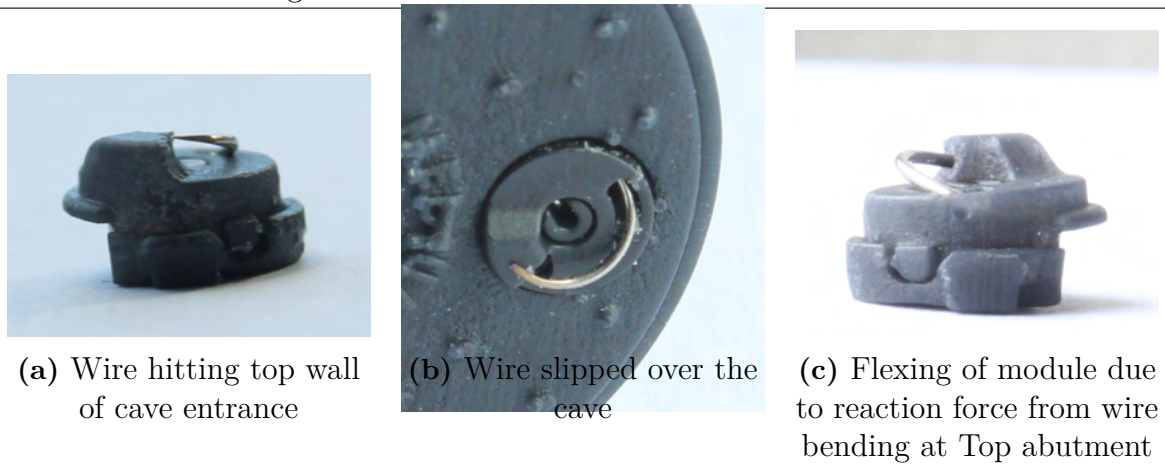 (a) Wire hitting top wall
of cave entrance
(b) Wire slipped over the
cave
(c) Flexing of module due
to reaction force from wire
bending at Top abutment